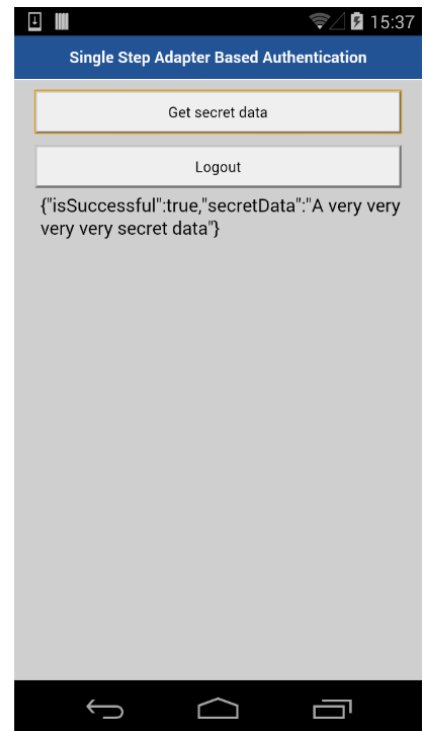 15:37
Single Step Adapter Based Authentication
Get secret data
Logout
{"isSuccessful":true,"secretData":"A very very
very very secret data"}